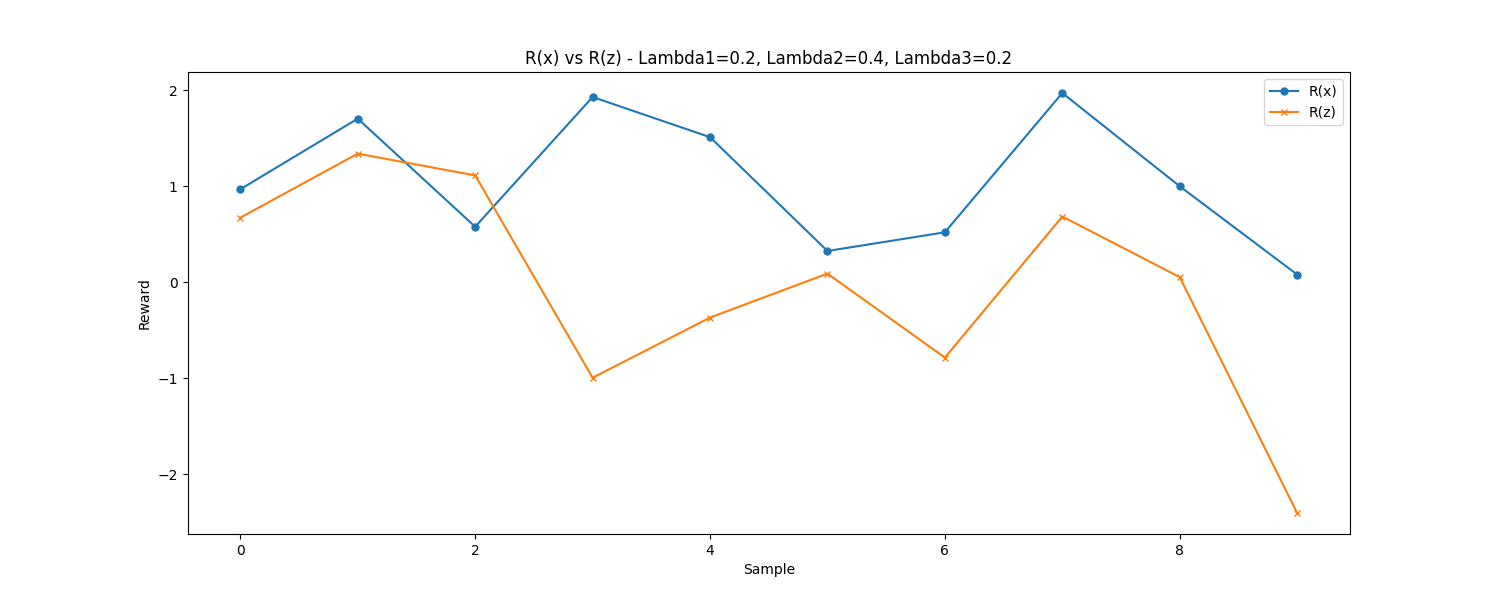 R(x) vs R(z) - Lambda1=0.2, Lambda2=0.4, Lambda3=0.2
R(x)
R(z)
2
1
0
−1
−2
Reward
0 2 4 6 8
Sample